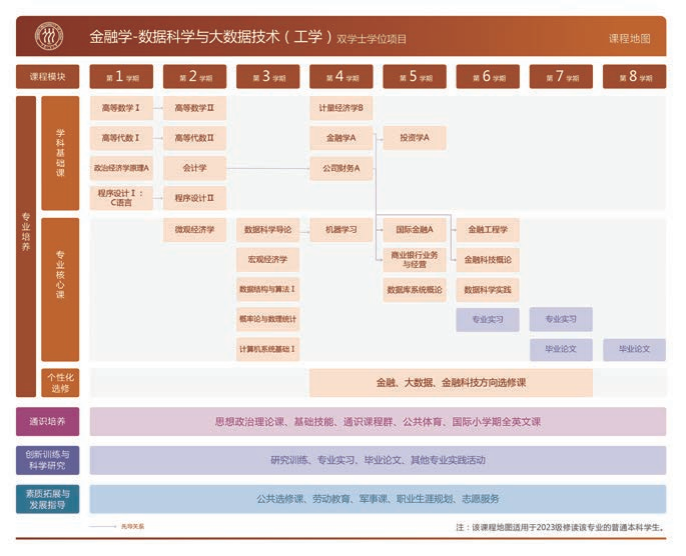 金融学-数据科学与大数据技术（工学）双学士学位项目
课程地图
课程模块
第1学期
第2学期
第3学期
第4学期
第5学期
第6学期
第7学期
第8学期
专业培养
学科基础课
高等数学Ⅰ
高等数学Ⅱ
计量经济学B
高等代数Ⅰ
高等代数Ⅱ
金融学A
投资学A
政治经济学原理A
会计学
公司财务A
程序设计Ⅰ：
C语言
程序设计Ⅱ
专业核心课
微观经济学
数据科学导论
机器学习
国际金融A
金融工程学
宏观经济学
商业银行业务
与经营
金融科技概论
数据结构与算法Ⅰ
数据库系统概论
数据科学实践
概率论与数理统计
专业实习
专业实习
计算机系统基础Ⅰ
毕业论文
毕业论文
个性化
选修
金融、大数据、金融科技方向选修课
通识培养
思想政治理论课、基础技能、通识课程群、公共体育、国际小学期全英文课
创新训练与
科学研究
研究训练、专业实习、毕业论文、其他专业实践活动
素质拓展与
发展指导
公共选修课、劳动教育、军事课、职业生涯规划、志愿服务
先导关系
注：该课程地图适用于2023级修读该专业的普通本科学生。